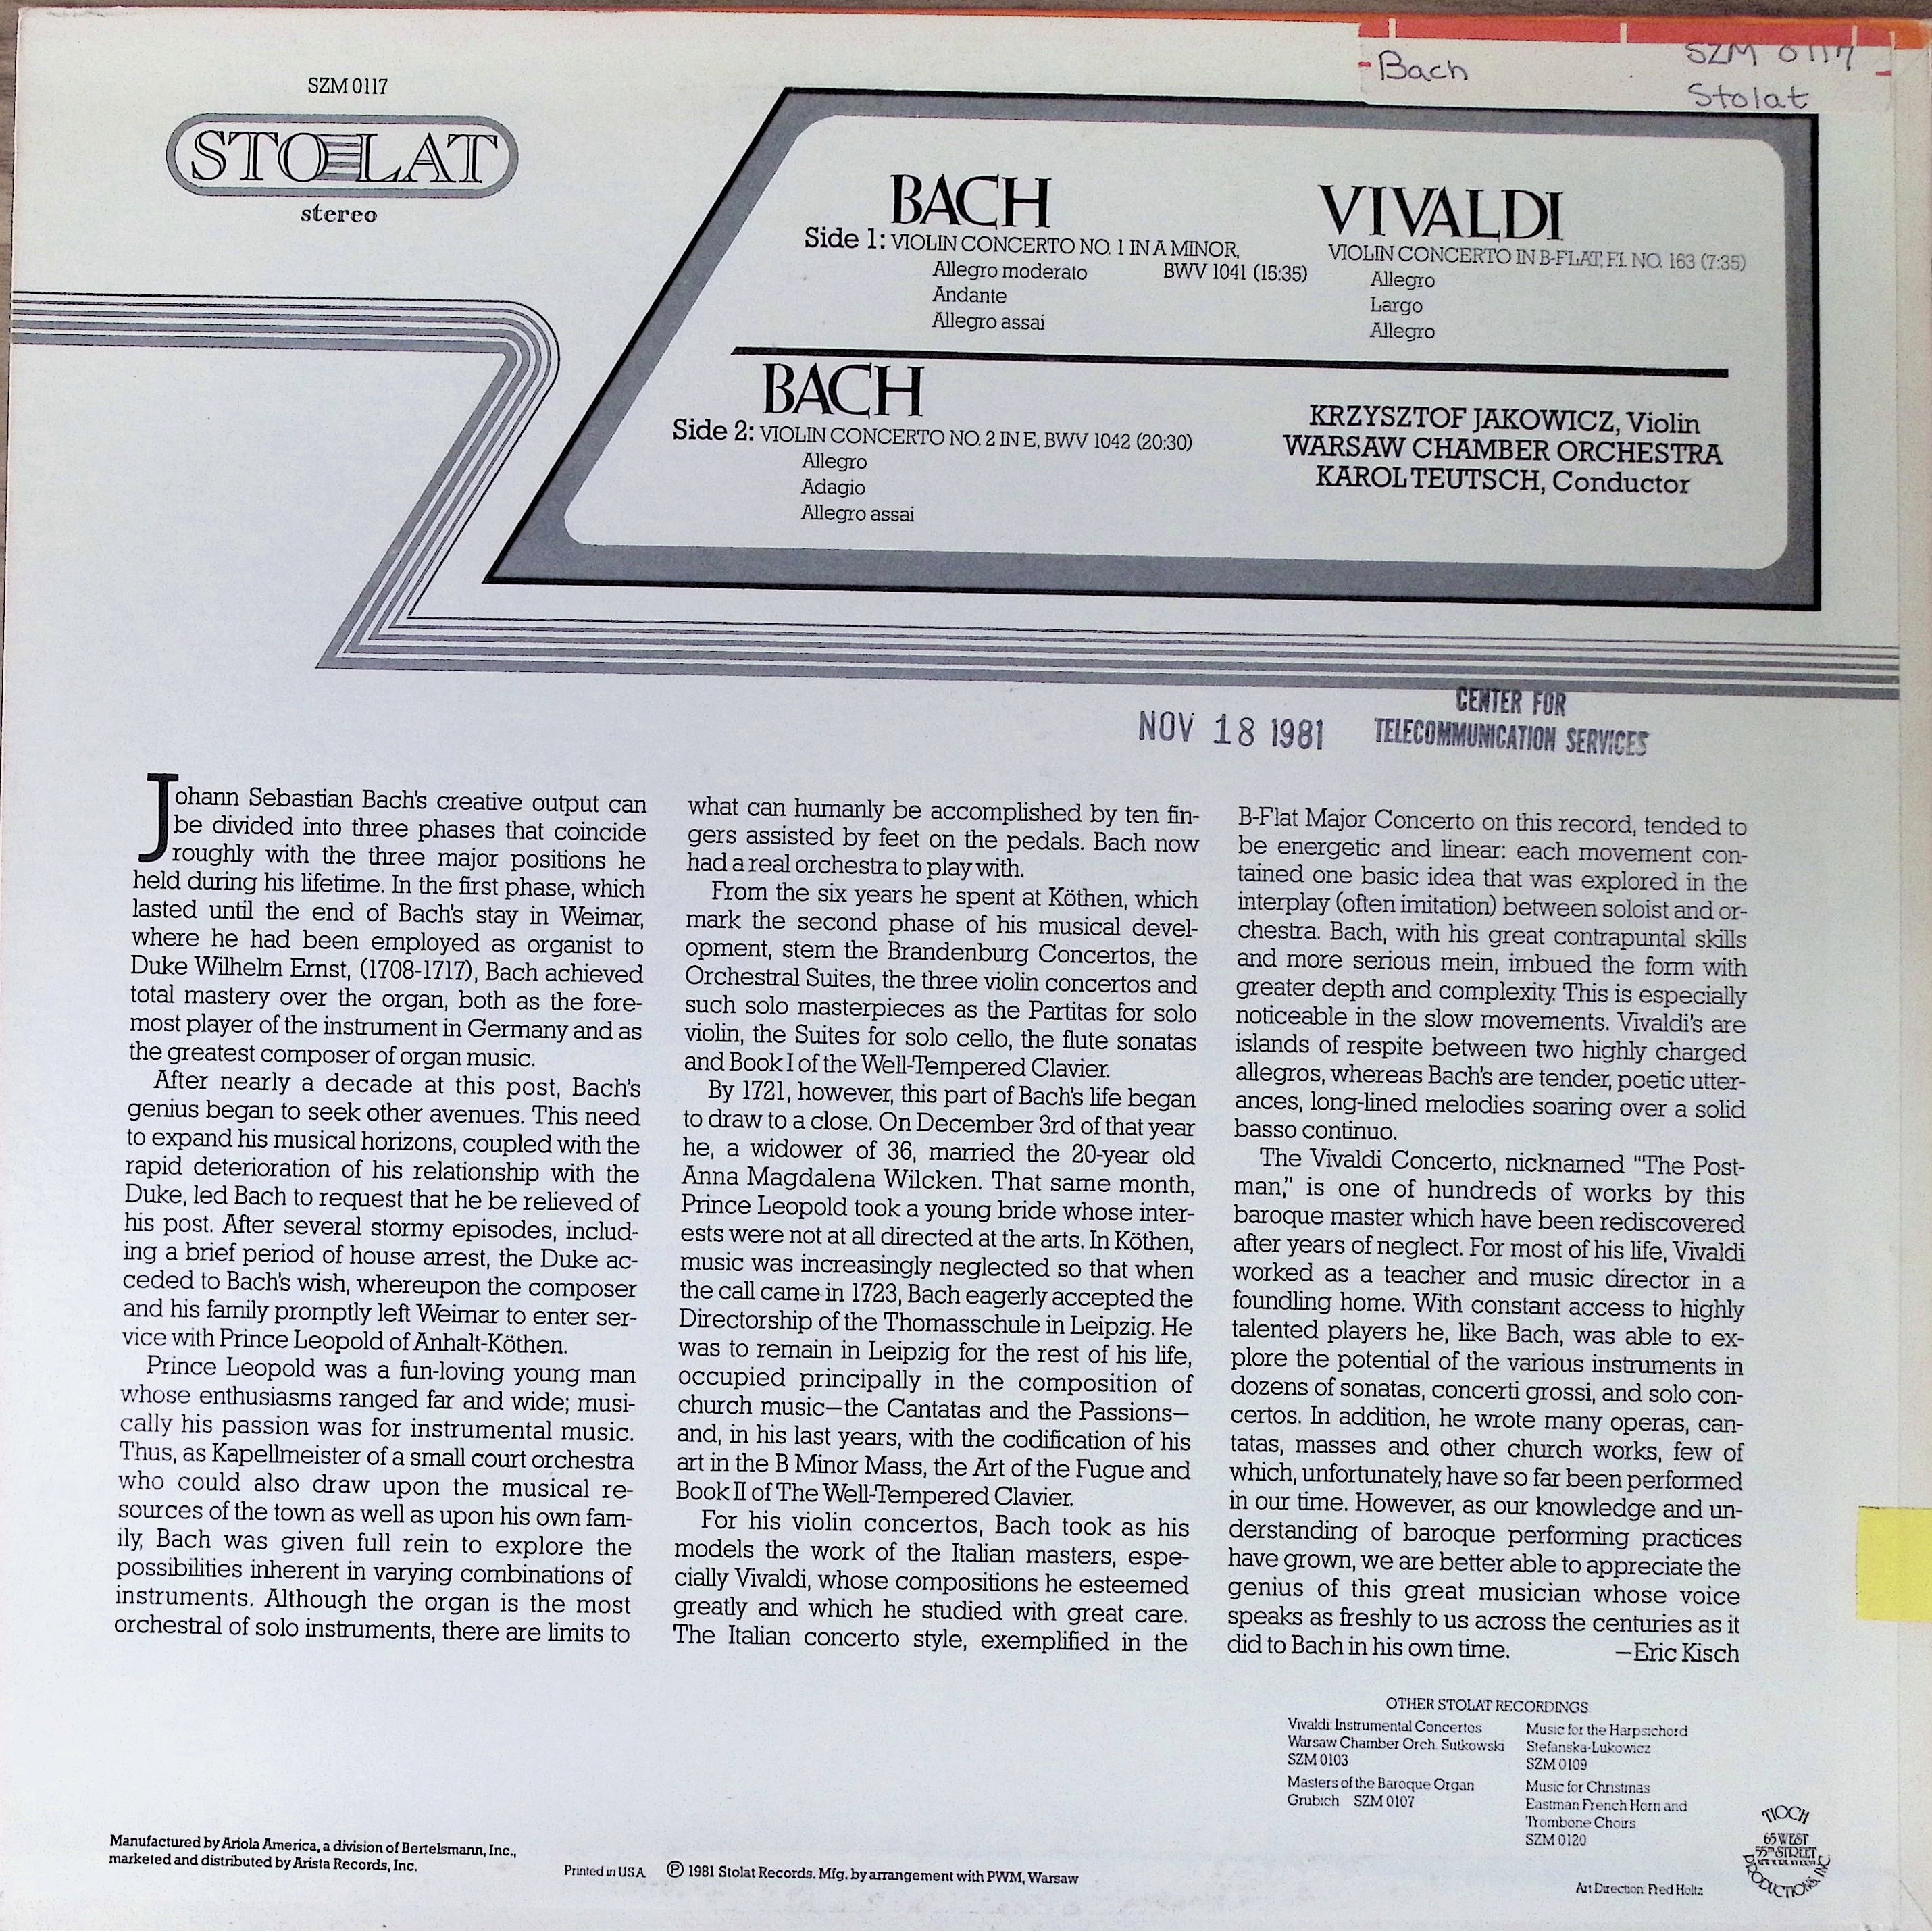 Bach
SZM 0117
Stolat
SZM 0117
STOLAT
stereo
BACH
Side 1: VIOLIN CONCERTO NO. 1 IN A MINOR,
BWV 1041 (15:35)
Allegro moderato
Andante
Allegro assai
VIVALDI
VIOLIN CONCERTO IN B-FLAT, F.I. NO. 163 (7:35)
Allegro
Largo
Allegro
BACH
Side 2: VIOLIN CONCERTO NO. 2 IN E, BWV 1042 (20:30)
Allegro
Adagio
Allegro assai
KRZYSZTOF JAKOWICZ, Violin
WARSAW CHAMBER ORCHESTRA
KAROL TEUTSCH, Conductor
NOV 18 1981
CENTER FOR
TELECOMMUNICATION SERVICES
Johann Sebastian Bach's creative output can
be divided into three phases that coincide
roughly with the three major positions he
held during his lifetime. In the first phase, which
lasted until the end of Bach's stay in Weimar,
where he had been employed as organist to
Duke Wilhelm Ernst, (1708-1717), Bach achieved
total mastery over the organ, both as the fore-
most player of the instrument in Germany and as
the greatest composer of organ music.
After nearly a decade at this post, Bach's
genius began to seek other avenues. This need
to expand his musical horizons, coupled with the
rapid deterioration of his relationship with the
Duke, led Bach to request that he be relieved of
his post. After several stormy episodes, includ-
ing a brief period of house arrest, the Duke ac-
ceded to Bach's wish, whereupon the composer
and his family promptly left Weimar to enter ser-
vice with Prince Leopold of Anhalt-Köthen.
Prince Leopold was a fun-loving young man
whose enthusiasms ranged far and wide; musi-
cally his passion was for instrumental music.
Thus, as Kapellmeister of a small court orchestra
who could also draw upon the musical re-
sources of the town as well as upon his own fam-
ily, Bach was given full rein to explore the
possibilities inherent in varying combinations of
instruments. Although the organ is the most
orchestral of solo instruments, there are limits to
what can humanly be accomplished by ten fin-
gers assisted by feet on the pedals. Bach now
had a real orchestra to play with.
From the six years he spent at Köthen, which
mark the second phase of his musical devel-
opment, stem the Brandenburg Concertos, the
Orchestral Suites, the three violin concertos and
such solo masterpieces as the Partitas for solo
violin, the Suites for solo cello, the flute sonatas
and Book I of the Well-Tempered Clavier.
By 1721, however, this part of Bach's life began
to draw to a close. On December 3rd of that year
he, a widower of 36, married the 20-year old
Anna Magdalena Wilcken. That same month,
Prince Leopold took a young bride whose inter-
ests were not at all directed at the arts. In Köthen,
music was increasingly neglected so that when
the call came in 1723, Bach eagerly accepted the
Directorship of the Thomasschule in Leipzig. He
was to remain in Leipzig for the rest of his life,
occupied principally in the composition of
church music—the Cantatas and the Passions—
and, in his last years, with the codification of his
art in the B Minor Mass, the Art of the Fugue and
Book II of The Well-Tempered Clavier.
For his violin concertos, Bach took as his
models the work of the Italian masters, espe-
cially Vivaldi, whose compositions he esteemed
greatly and which he studied with great care.
The Italian concerto style, exemplified in the
B-Flat Major Concerto on this record, tended to
be energetic and linear: each movement con-
tained one basic idea that was explored in the
interplay (often imitation) between soloist and or-
chestra. Bach, with his great contrapuntal skills
and more serious mein, imbued the form with
greater depth and complexity. This is especially
noticeable in the slow movements. Vivaldi's are
islands of respite between two highly charged
allegros, whereas Bach's are tender, poetic utter-
ances, long-lined melodies soaring over a solid
basso continuo.
The Vivaldi Concerto, nicknamed "The Post-
man," is one of hundreds of works by this
baroque master which have been rediscovered
after years of neglect. For most of his life, Vivaldi
worked as a teacher and music director in a
foundling home. With constant access to highly
talented players he, like Bach, was able to ex-
plore the potential of the various instruments in
dozens of sonatas, concerti grossi, and solo con-
certos. In addition, he wrote many operas, can-
tatas, masses and other church works, few of
which, unfortunately, have so far been performed
in our time. However, as our knowledge and un-
derstanding of baroque performing practices
have grown, we are better able to appreciate the
genius of this great musician whose voice
speaks as freshly to us across the centuries as it
did to Bach in his own time. —Eric Kisch
OTHER STOLAT RECORDINGS
Vivaldi: Instrumental Concertos
Warsaw Chamber Orch. Sutkowski
SZM 0103
Masters of the Baroque Organ
Grubich SZM 0107
Music for the Harpsichord
Stefanska-Lukowicz
SZM 0109
Music for Christmas
Eastman French Horn and
Trombone Choirs
SZM 0120
Manufactured by Ariola America, a division of Bertelsmann, Inc.,
marketed and distributed by Arista Records, Inc.
Printed in USA
Ⓟ 1981 Stolat Records. Mfg. by arrangement with PWM, Warsaw
TIOCH
65 WEST
55TH STREET
PRODUCTIONS, INC
Art Direction: Fred Holtz